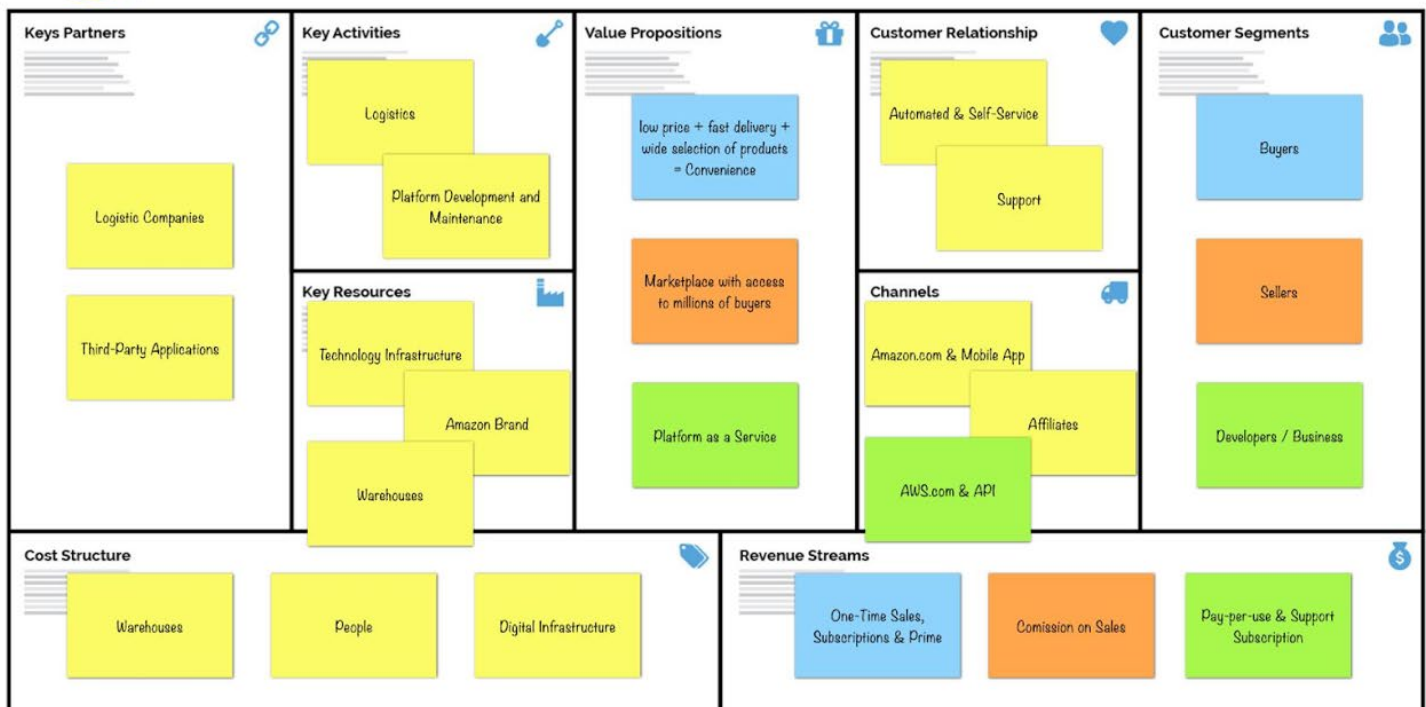 Keys Partners
Logistic Companies
Third-Party Applications
Key Activities
Logistics
Platform Development and
Maintenance
Key Resources
Technology Infrastructure
Amazon Brand
Warehouses
Value Propositions
low price + fast delivery +
wide selection of products
= Convenience
Marketplace with access
to millions of buyers
Platform as a Service
Customer Relationship
Automated & Self-Service
Support
Channels
Amazon.com & Mobile App
Affiliates
AWS.com & API
Customer Segments
Buyers
Sellers
Developers / Business
Cost Structure
Warehouses
People
Digital Infrastructure
Revenue Streams
One-Time Sales,
Subscriptions & Prime
Comission on Sales
Pay-per-use & Support
Subscription